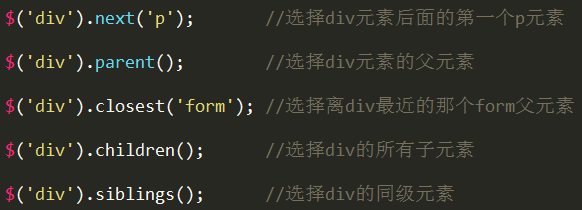 $('div').next('p');       //选择div元素后面的第一个p元素
$('div').parent();        //选择div元素的父元素
$('div').closest('form'); //选择离div最近的那个form父元素
$('div').children();      //选择div的所有子元素
$('div').siblings();      //选择div的同级元素